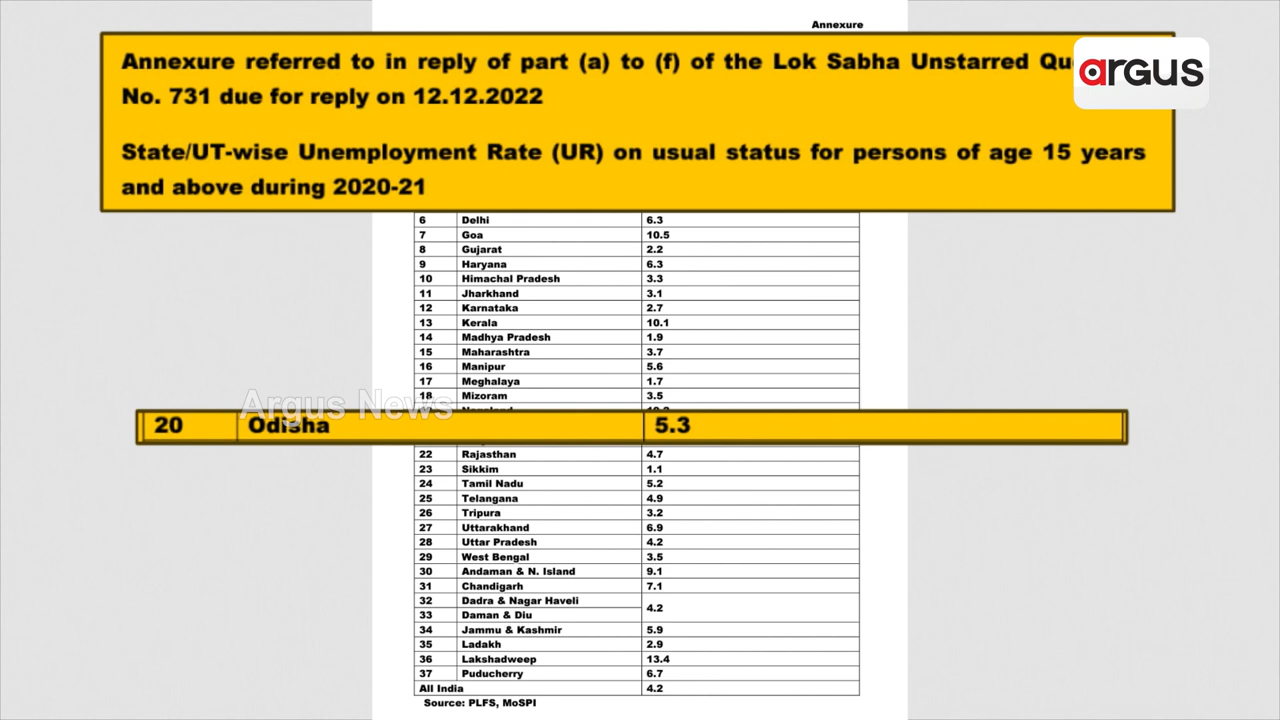 Annexure
Annexure referred to in reply of part (a) to (f) of the Lok Sabha Unstarred
argus
No. 731 due for reply on 12.12.2022
State/UT-wise Unemployment Rate (UR) on usual status for persons of age 15 years
and above during 2020-21
6 Delhi 6.3
7 Goa 10.5
8 Gujarat 2.2
9 Haryana 6.3
10 Himachal Pradesh 3.3
11 Jharkhand 3.1
12 Karnataka 2.7
13 Kerala 10.1
14 Madhya Pradesh 1.9
15 Maharashtra 3.7
16 Manipur 5.6
17 Meghalaya 1.7
18 Mizoram 3.5
Argus News
20 Odisha 5.3
22 Rajasthan 4.7
23 Sikkim 1.1
24 Tamil Nadu 5.2
25 Telangana 4.9
26 Tripura 3.2
27 Uttarakhand 6.9
28 Uttar Pradesh 4.2
29 West Bengal 3.5
30 Andaman & N. Island 9.1
31 Chandigarh 7.1
32 Dadra & Nagar Haveli 4.2
33 Daman & Diu
34 Jammu & Kashmir 5.9
35 Ladakh 2.9
36 Lakshadweep 13.4
37 Puducherry 6.7
All India 4.2
Source: PLFS, MoSPI